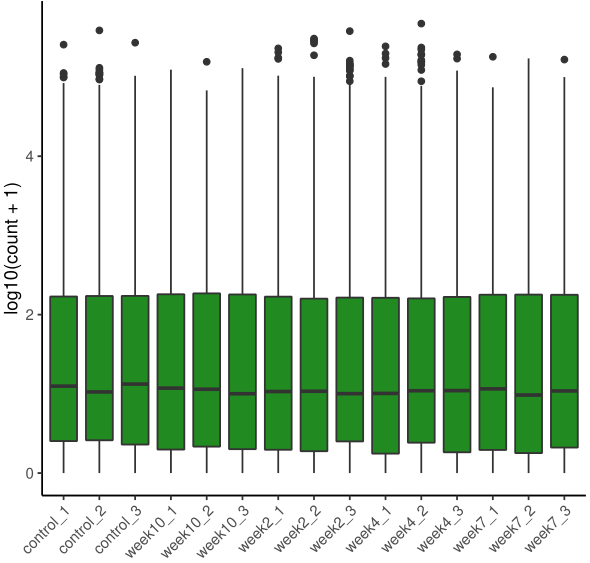 log10(count + 1)
4
2
0
control_1
control_2
control_3
week10_1
week10_2
week10_3
week2_1
week2_2
week2_3
week4_1
week4_2
week4_3
week7_1
week7_2
week7_3